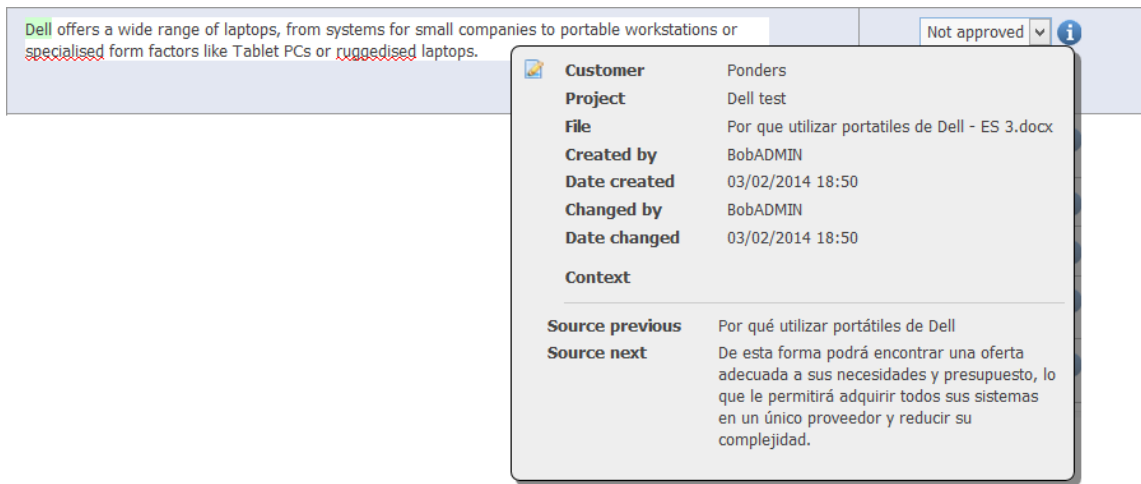 Dell offers a wide range of laptops, from systems for small companies to portable workstations or
specialised form factors like Tablet PCs or ruggedised laptops.
Not approved
Customer Ponders
Project Dell test
File Por que utilizar portatiles de Dell - ES 3.docx
Created by BobADMIN
Date created 03/02/2014 18:50
Changed by BobADMIN
Date changed 03/02/2014 18:50
Context
Source previous Por qué utilizar portátiles de Dell
Source next De esta forma podrá encontrar una oferta
adecuada a sus necesidades y presupuesto, lo
que le permitirá adquirir todos sus sistemas
en un único proveedor y reducir su
complejidad.